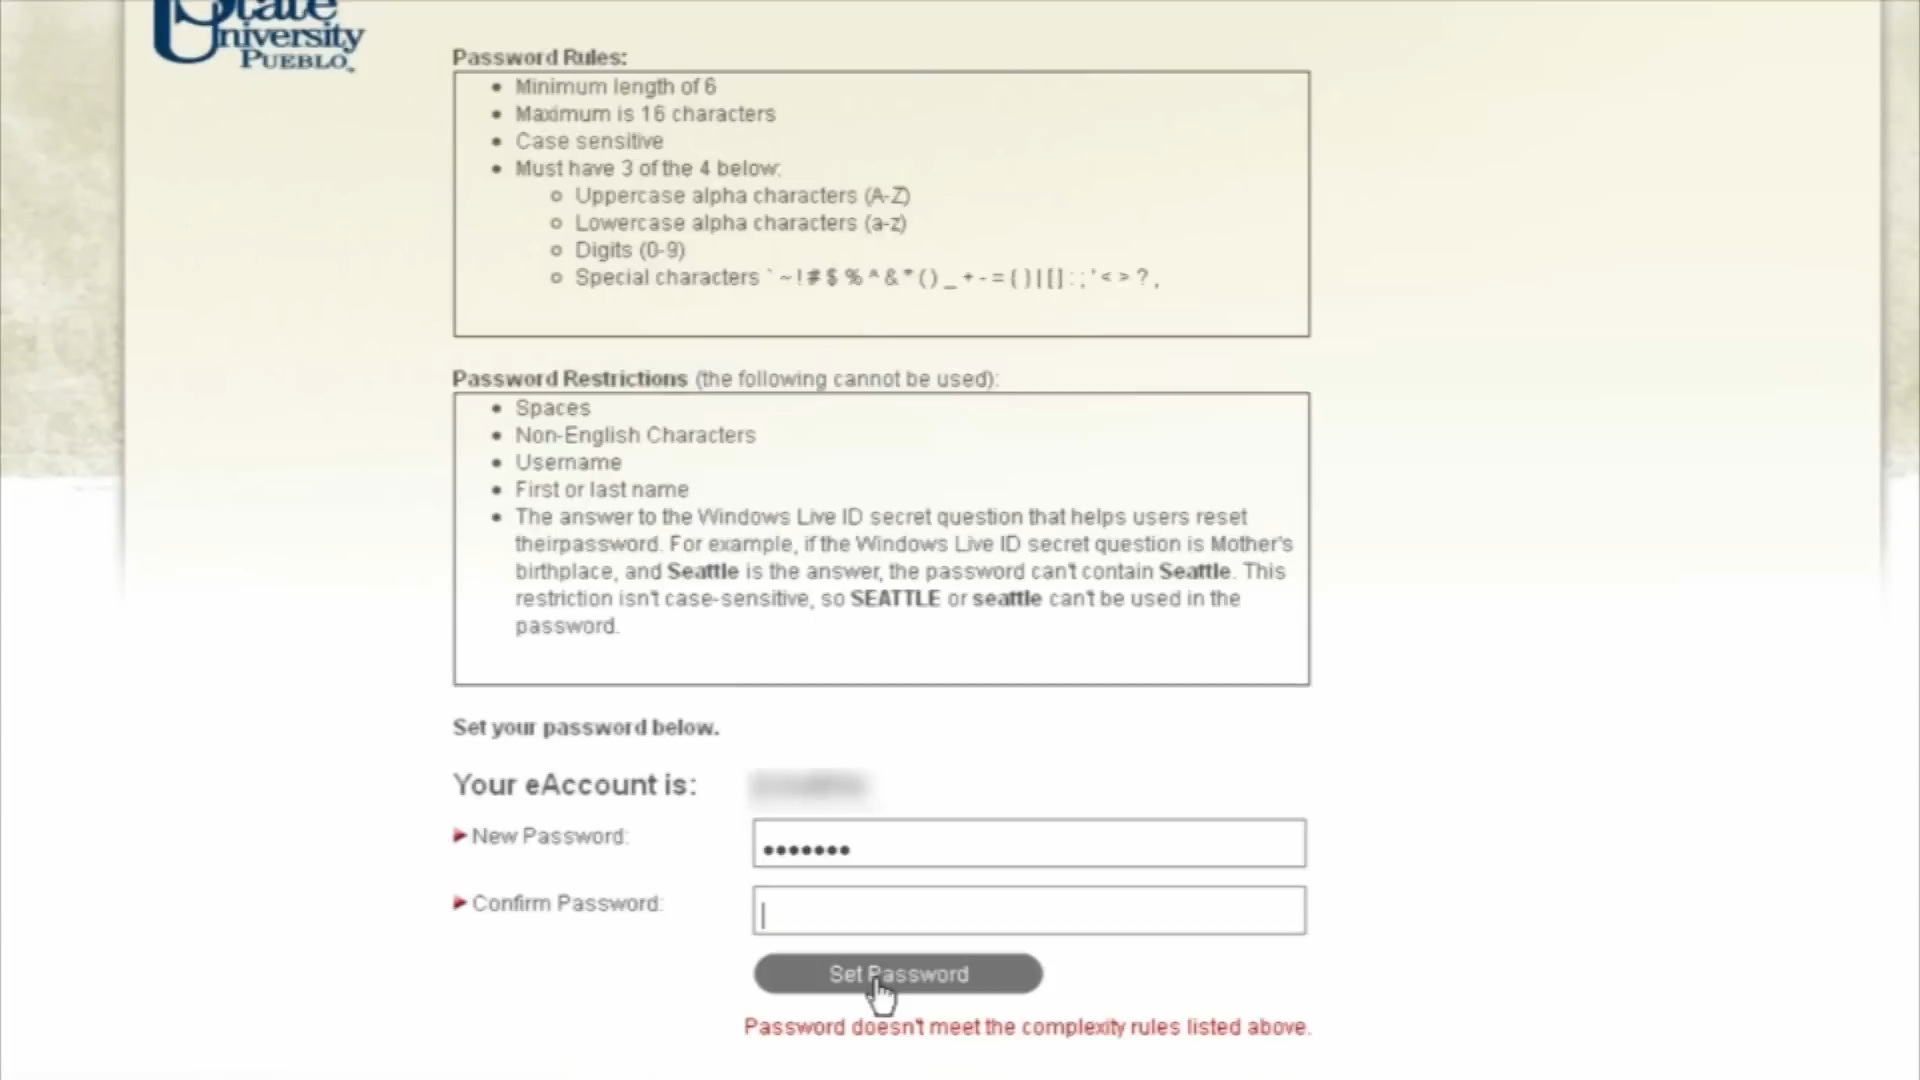 State
University
PUEBLO
Password Rules:
• Minimum length of 6
• Maximum is 16 characters
• Case sensitive
• Must have 3 of the 4 below:
o Uppercase alpha characters (A-Z)
o Lowercase alpha characters (a-z)
o Digits (0-9)
o Special characters ` ~ ! # $ % ^ & * ( ) _ + - = { } | [ ] : ; ' < > ? ,
Password Restrictions (the following cannot be used):
• Spaces
• Non-English Characters
• Username
• First or last name
• The answer to the Windows Live ID secret question that helps users reset
theirpassword. For example, if the Windows Live ID secret question is Mother's
birthplace, and Seattle is the answer, the password can't contain Seattle. This
restriction isn't case-sensitive, so SEATTLE or seattle can't be used in the
password.
Set your password below.
Your eAccount is:
New Password:
•••••••
Confirm Password:
Set Password
Password doesn't meet the complexity rules listed above.